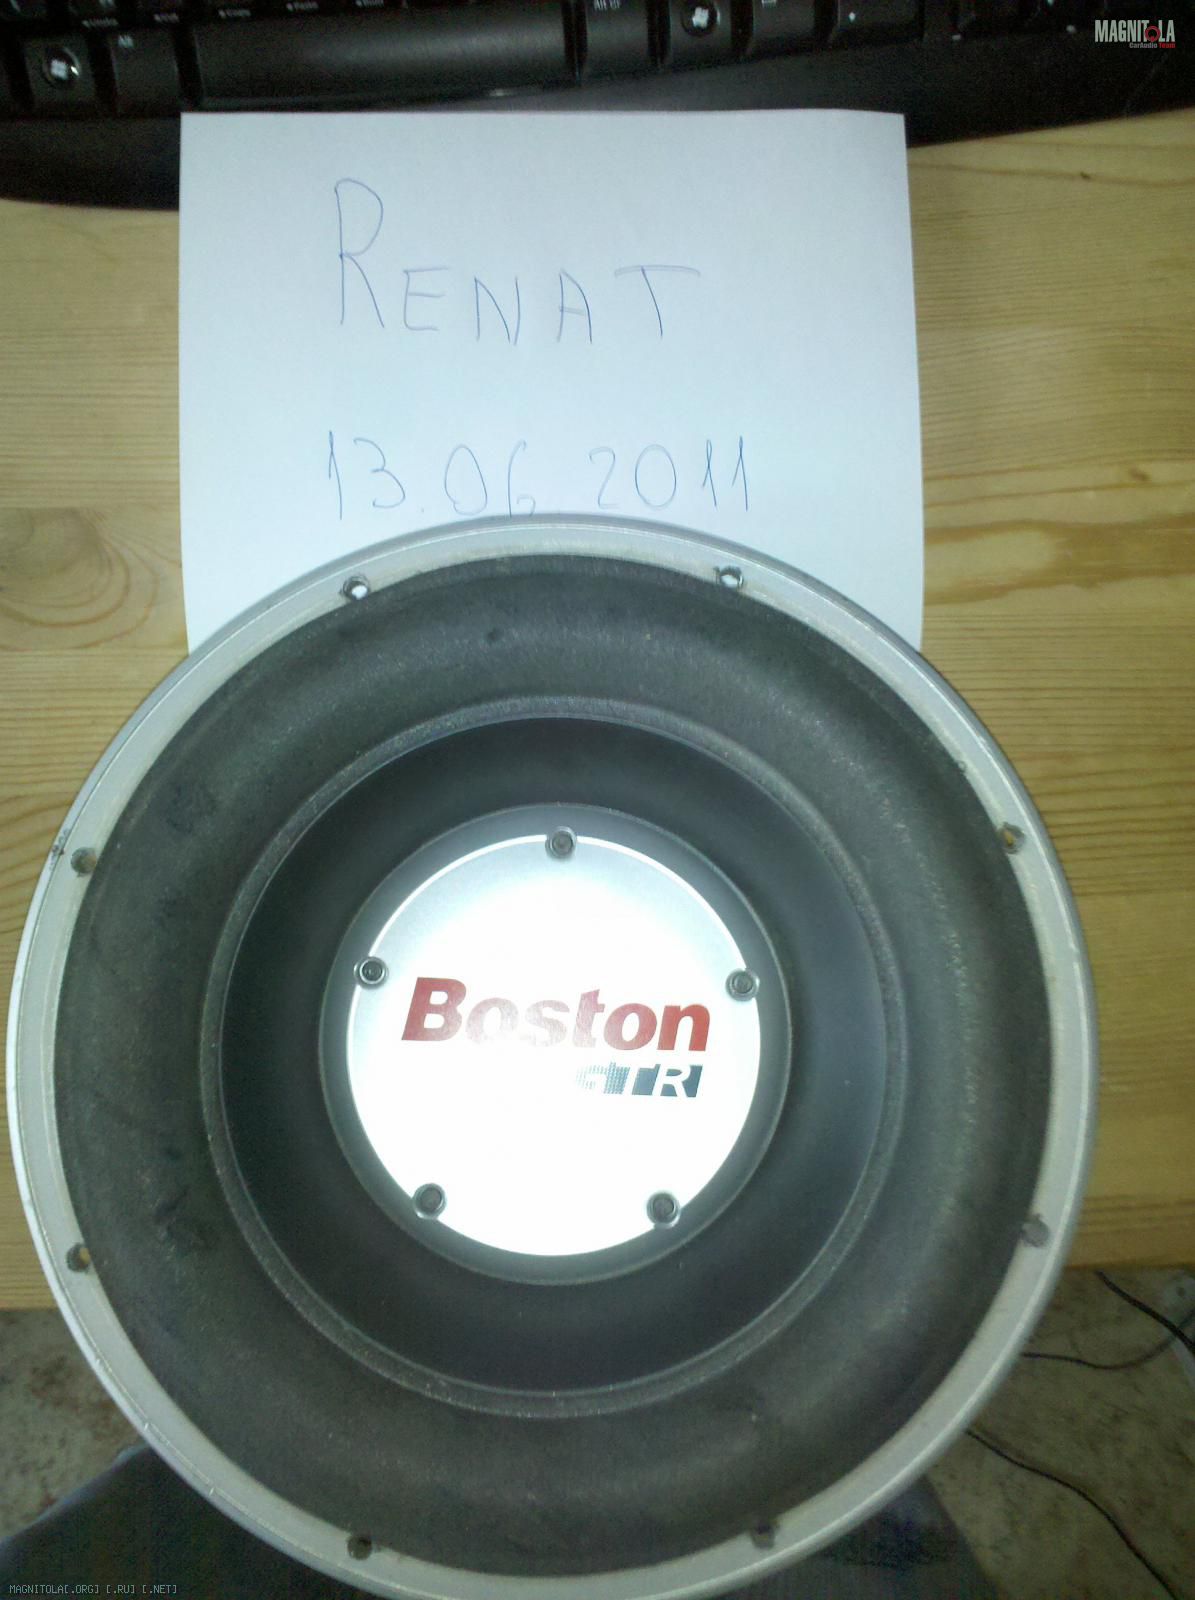 MAGNITOLA
CarAudio Team
RENAT
13.06.2011
Boston
GTR
MAGNITOLA[.ORG] [.RU] [.NET]